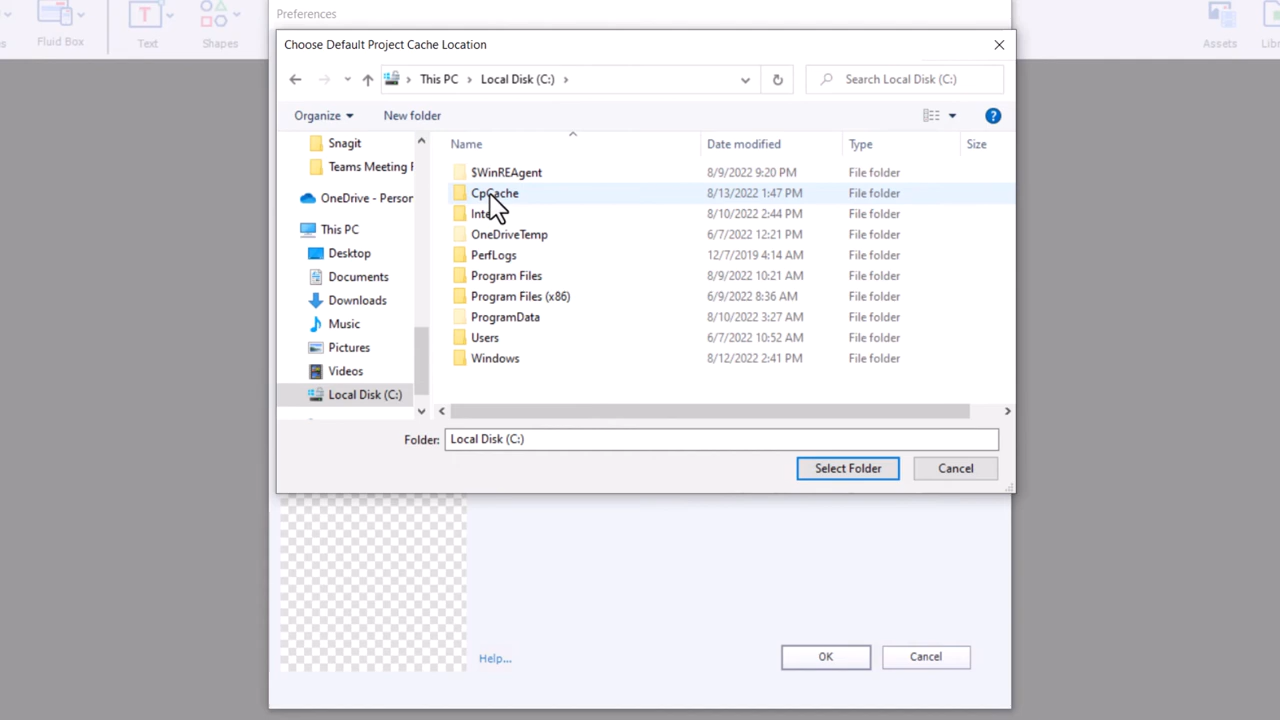 Preferences
Fluid Box
Text
Shapes
Assets
Choose Default Project Cache Location
This PC
Local Disk (C:)
Search Local Disk (C:)
Organize
New folder
Name
Date modified
Type
Size
Snagit
Teams Meeting
OneDrive - Person
This PC
Desktop
Documents
Downloads
Music
Pictures
Videos
Local Disk (C:)
$WinREAgent 8/9/2022 9:20 PM File folder
CpCache 8/13/2022 1:47 PM File folder
8/10/2022 2:44 PM File folder
OneDriveTemp 6/7/2022 12:21 PM File folder
PerfLogs 12/7/2019 4:14 AM File folder
Program Files 8/9/2022 10:21 AM File folder
Program Files (x86) 6/9/2022 8:36 AM File folder
ProgramData 8/10/2022 3:27 AM File folder
Users 6/7/2022 10:52 AM File folder
Windows 8/12/2022 2:41 PM File folder
Folder: Local Disk (C:)
Select Folder
Cancel
Help...
OK
Cancel